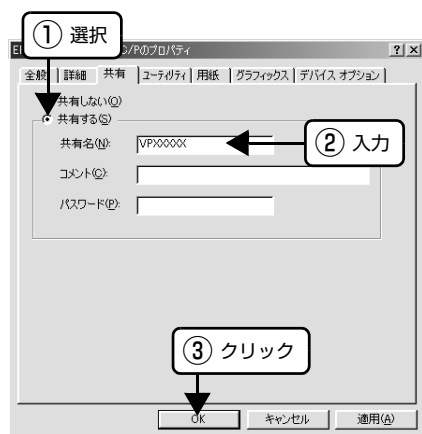 ① 選択
C/Pのプロパティ
全般 詳細 共有 ユーティリティ 用紙 グラフィックス デバイス オプション
共有しない(O)
共有する(S)
共有名(N): VPXXXXX
② 入力
コメント(C):
パスワード(P):
③ クリック
OK キャンセル 適用(A)